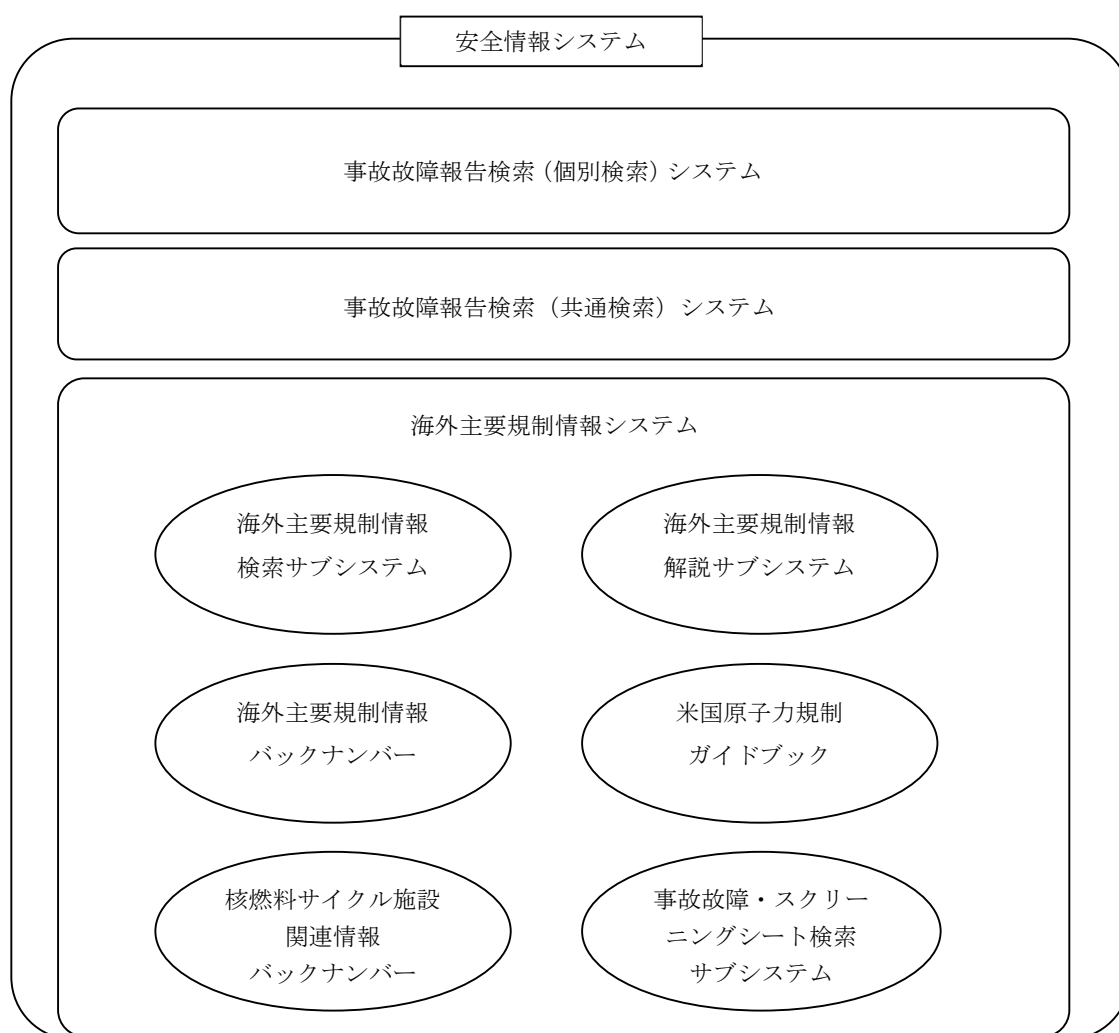 安全情報システム
事故故障報告検索（個別検索）システム
事故故障報告検索（共通検索）システム
海外主要規制情報システム
海外主要規制情報
検索サブシステム
海外主要規制情報
解説サブシステム
海外主要規制情報
バックナンバー
米国原子力規制
ガイドブック
核燃料サイクル施設
関連情報
バックナンバー
事故故障・スクリー
ニングシート検索
サブシステム